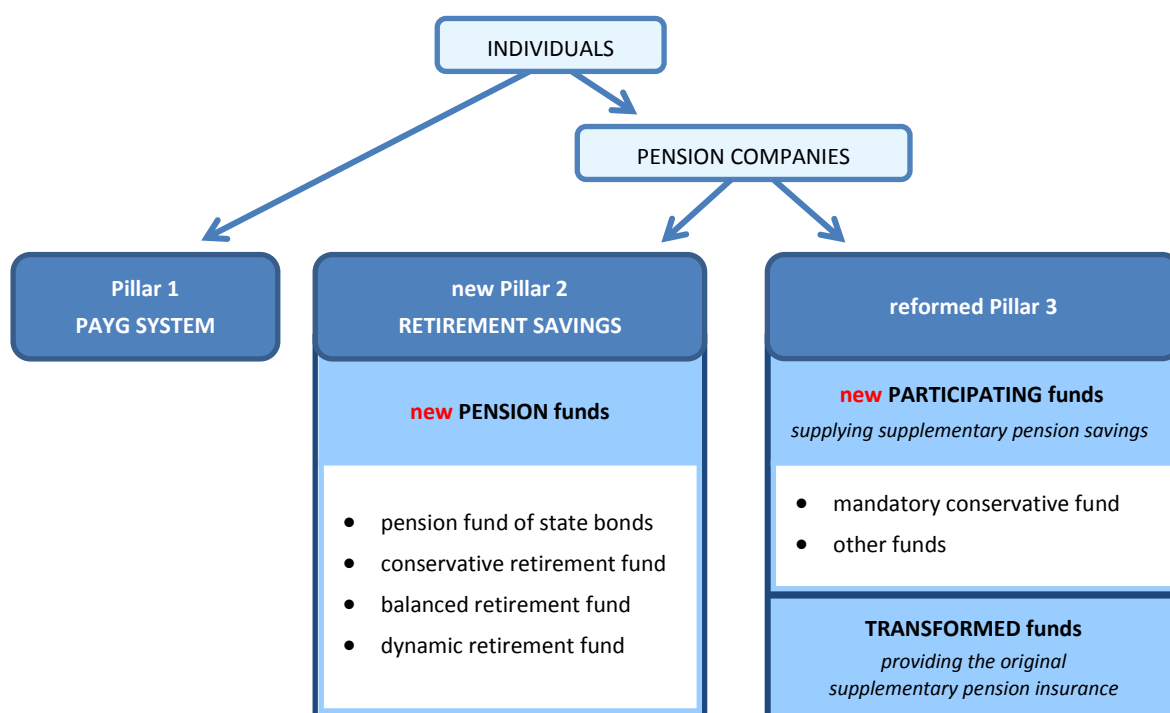 INDIVIDUALS
PENSION COMPANIES
Pillar 1
PAYG SYSTEM
new Pillar 2
RETIREMENT SAVINGS
new PENSION funds
• pension fund of state bonds
• conservative retirement fund
• balanced retirement fund
• dynamic retirement fund
reformed Pillar 3
new PARTICIPATING funds
supplying supplementary pension savings
• mandatory conservative fund
• other funds
TRANSFORMED funds
providing the original
supplementary pension insurance